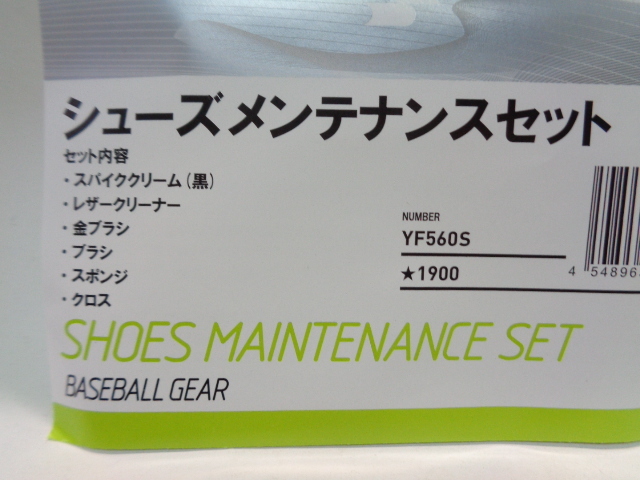 シューズメンテナンスセット
セット内容
・スパイククリーム(黒)
・レザークリーナー
・金ブラシ
・ブラシ
・スポンジ
・クロス
NUMBER
YF560S
★1900
4 54896
SHOES MAINTENANCE SET
BASEBALL GEAR